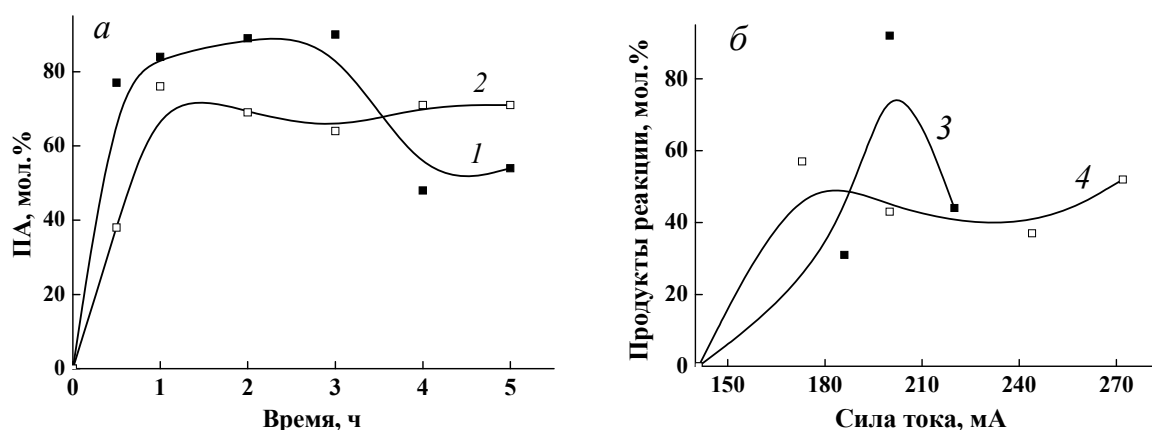 а
ПА, мол.%
80
60
40
20
0
0 1 2 3 4 5
Время, ч
1
2
б
Продукты реакции, мол.%
80
60
40
20
0
150 180 210 240 270
Сила тока, мА
3
4